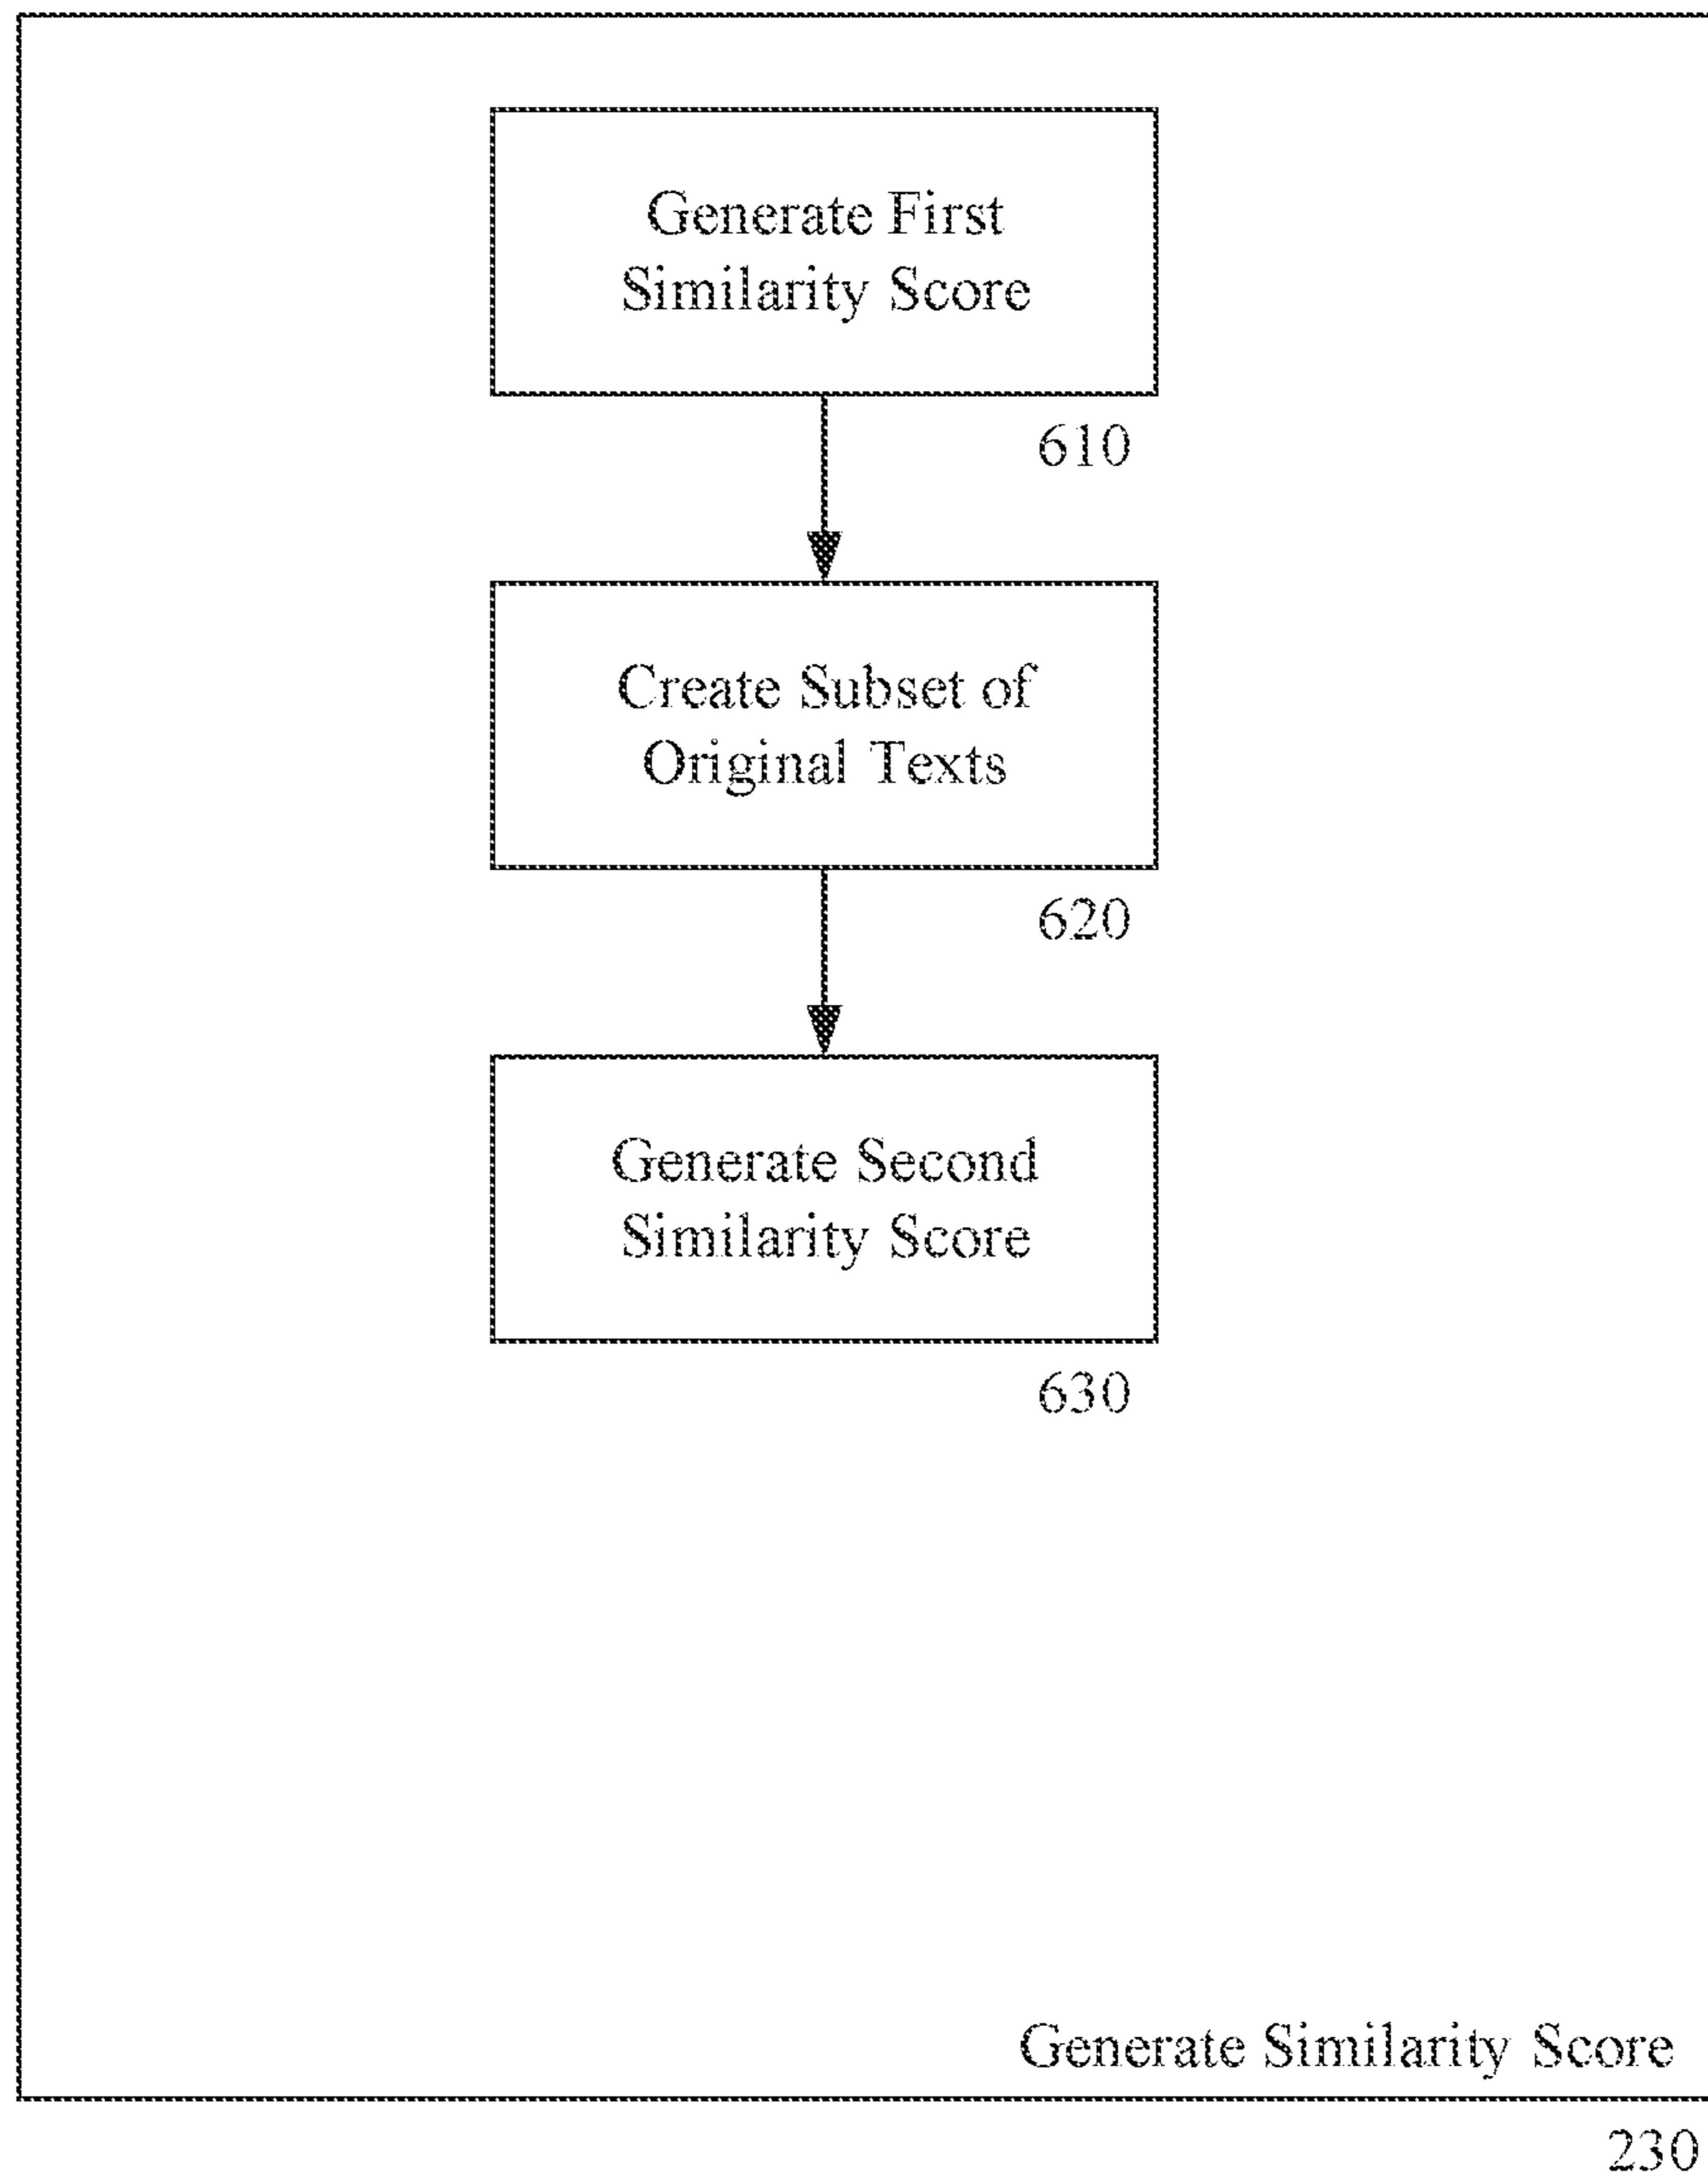 Generate First
Similarity Score
610
Create Subset of
Original Texts
620
Generate Second
Similarity Score
630
Generate Similarity Score
230